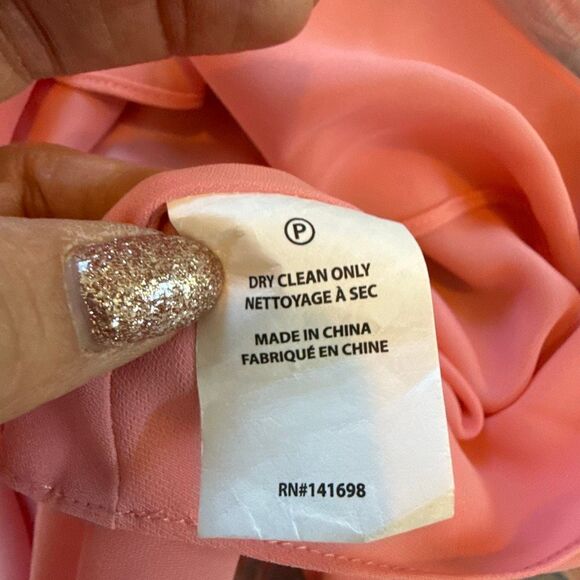 P
DRY CLEAN ONLY
NETTOYAGE À SEC
MADE IN CHINA
FABRIQUÉ EN CHINE
RN#141698